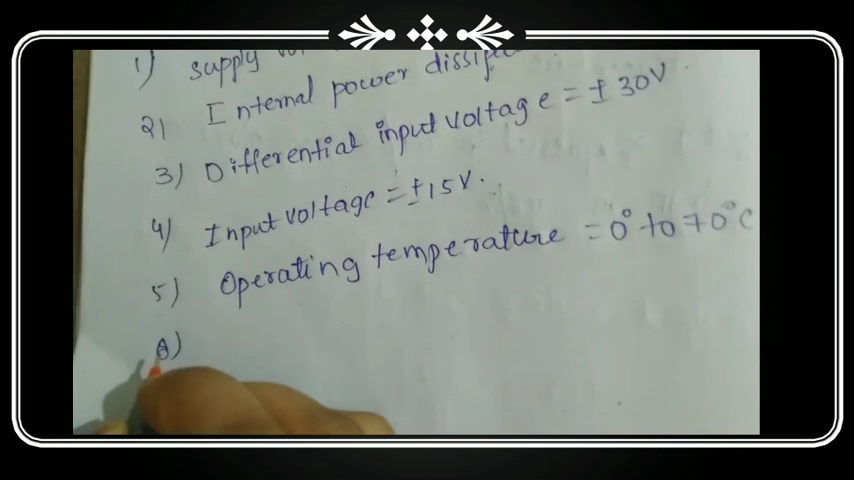 1) supply
2) Internal power
3) Differential input voltage = ± 30V.
4) Input voltage = ±15V.
5) Operating temperature = 0° to 70°C